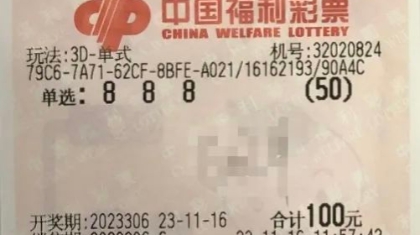 中国福利彩票
CHINA WELFARE LOTTERY
玩法:3D-单式 机号:32020824
79C6-7A71-62CF-8BFE-A021/16162193/90A4C
单选: 8 8 8 (50)
开奖期:2023306 23-11-16 合计100元